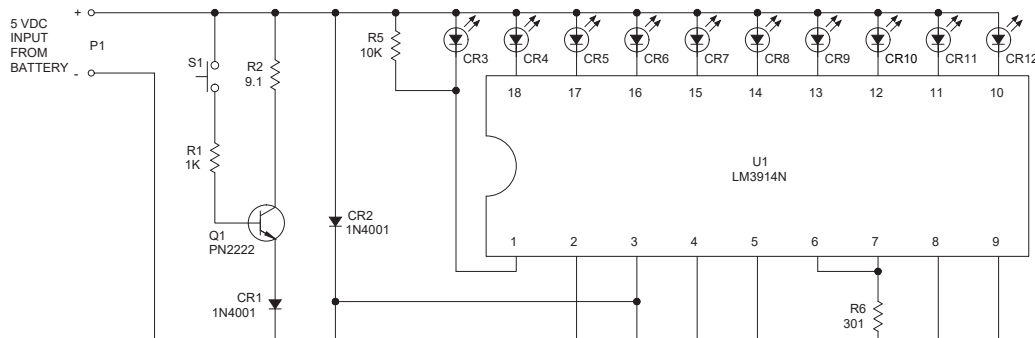 5 VDC
INPUT
FROM
BATTERY
+
-
P1
S1
R1
1K
R2
9.1
Q1
PN2222
CR1
1N4001
CR2
1N4001
R5
10K
CR3
CR4
CR5
CR6
CR7
CR8
CR9
CR10
CR11
CR12
18 17 16 15 14 13 12 11 10
U1
LM3914N
1 2 3 4 5 6 7 8 9
R6
301